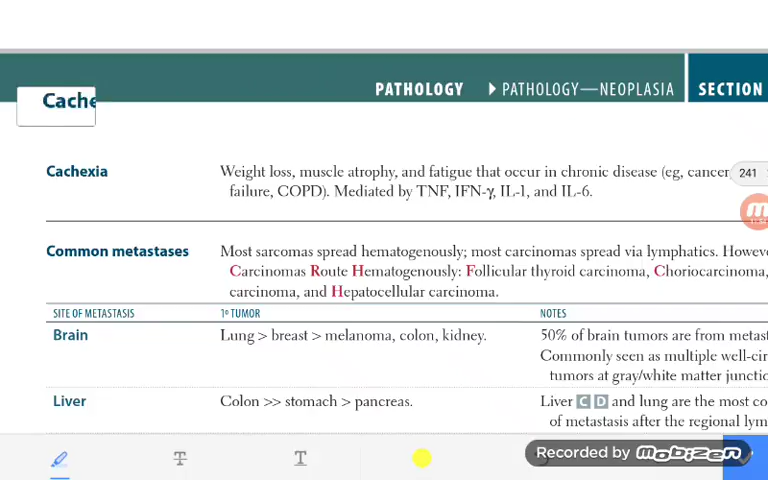 PATHOLOGY ▶ PATHOLOGY—NEOPLASIA SECTION
Cache
Cachexia Weight loss, muscle atrophy, and fatigue that occur in chronic disease (eg, cancer
failure, COPD). Mediated by TNF, IFN-γ, IL-1, and IL-6.
241
Common metastases Most sarcomas spread hematogenously; most carcinomas spread via lymphatics. Howeve
Carcinomas Route Hematogenously: Follicular thyroid carcinoma, Choriocarcinoma,
carcinoma, and Hepatocellular carcinoma.
SITE OF METASTASIS 1º TUMOR NOTES
Brain Lung > breast > melanoma, colon, kidney. 50% of brain tumors are from metast
Commonly seen as multiple well-cir
tumors at gray/white matter junctio
Liver Colon >> stomach > pancreas. Liver C D and lung are the most co
of metastasis after the regional lym
Recorded by mobizen